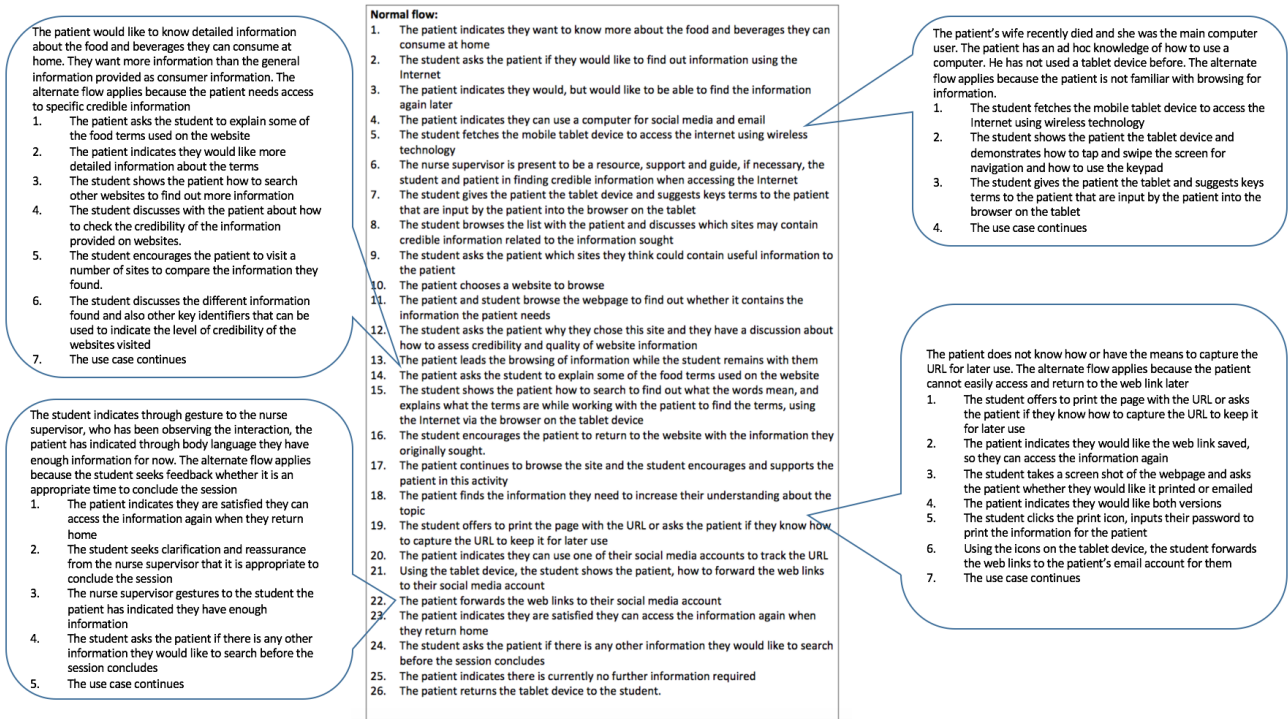 The patient would like to know detailed information
about the food and beverages they can consume at
home. They want more information than the general
information provided as consumer information. The
alternate flow applies because the patient needs access
to specific credible information
1. The patient asks the student to explain some of
the food terms used on the website
2. The patient indicates they would like more
detailed information about the terms
3. The student shows the patient how to search
other websites to find out more information
4. The student discusses with the patient about how
to check the credibility of the information
provided on websites.
5. The student encourages the patient to visit a
number of sites to compare the information they
found.
6. The student discusses the different information
found and also other key identifiers that can be
used to indicate the level of credibility of the
websites visited
7. The use case continues
The student indicates through gesture to the nurse
supervisor, who has been observing the interaction, the
patient has indicated through body language they have
enough information for now. The alternate flow applies
because the student seeks feedback whether it is an
appropriate time to conclude the session
1. The patient indicates they are satisfied they can
access the information again when they return
home
2. The student seeks clarification and reassurance
from the nurse supervisor that it is appropriate to
conclude the session
3. The nurse supervisor gestures to the student the
patient has indicated they have enough
information
4. The student asks the patient if there is any other
information they would like to search before the
session concludes
5. The use case continues
Normal flow:
1. The patient indicates they want to know more about the food and beverages they can
consume at home
2. The student asks the patient if they would like to find out information using the
Internet
3. The patient indicates they would, but would like to be able to find the information
again later
4. The patient indicates they can use a computer for social media and email
5. The student fetches the mobile tablet device to access the internet using wireless
technology
6. The nurse supervisor is present to be a resource, support and guide, if necessary, the
student and patient in finding credible information when accessing the Internet
7. The student gives the patient the tablet device and suggests keys terms to the patient
that are input by the patient into the browser on the tablet
8. The student browses the list with the patient and discusses which sites may contain
credible information related to the information sought
9. The student asks the patient which sites they think could contain useful information to
the patient
10. The patient chooses a website to browse
11. The patient and student browse the webpage to find out whether it contains the
information the patient needs
12. The student asks the patient why they chose this site and they have a discussion about
how to assess credibility and quality of website information
13. The patient leads the browsing of information while the student remains with them
14. The patient asks the student to explain some of the food terms used on the website
15. The student shows the patient how to search to find out what the words mean, and
explains what the terms are while working with the patient to find the terms, using
the Internet via the browser on the tablet device
16. The student encourages the patient to return to the website with the information they
originally sought.
17. The patient continues to browse the site and the student encourages and supports the
patient in this activity
18. The patient finds the information they need to increase their understanding about the
topic
19. The student offers to print the page with the URL or asks the patient if they know how
to capture the URL to keep it for later use
20. The patient indicates they can use one of their social media accounts to track the URL
21. Using the tablet device, the student shows the patient, how to forward the web links
to their social media account
22. The patient forwards the web links to their social media account
23. The patient indicates they are satisfied they can access the information again when
they return home
24. The student asks the patient if there is any other information they would like to search
before the session concludes
25. The patient indicates there is currently no further information required
26. The patient returns the tablet device to the student.
The patient's wife recently died and she was the main computer
user. The patient has an ad hoc knowledge of how to use a
computer. He has not used a tablet device before. The alternate
flow applies because the patient is not familiar with browsing for
information.
1. The student fetches the mobile tablet device to access the
Internet using wireless technology
2. The student shows the patient the tablet device and
demonstrates how to tap and swipe the screen for
navigation and how to use the keypad
3. The student gives the patient the tablet and suggests keys
terms to the patient that are input by the patient into the
browser on the tablet
4. The use case continues
The patient does not know how or have the means to capture the
URL for later use. The alternate flow applies because the patient
cannot easily access and return to the web link later
1. The student offers to print the page with the URL or asks
the patient if they know how to capture the URL to keep it
for later use
2. The patient indicates they would like the web link saved,
so they can access the information again
3. The student takes a screen shot of the webpage and asks
the patient whether they would like it printed or emailed
4. The patient indicates they would like both versions
5. The student clicks the print icon, inputs their password to
print the information for the patient
6. Using the icons on the tablet device, the student forwards
the web links to the patient's email account for them
7. The use case continues